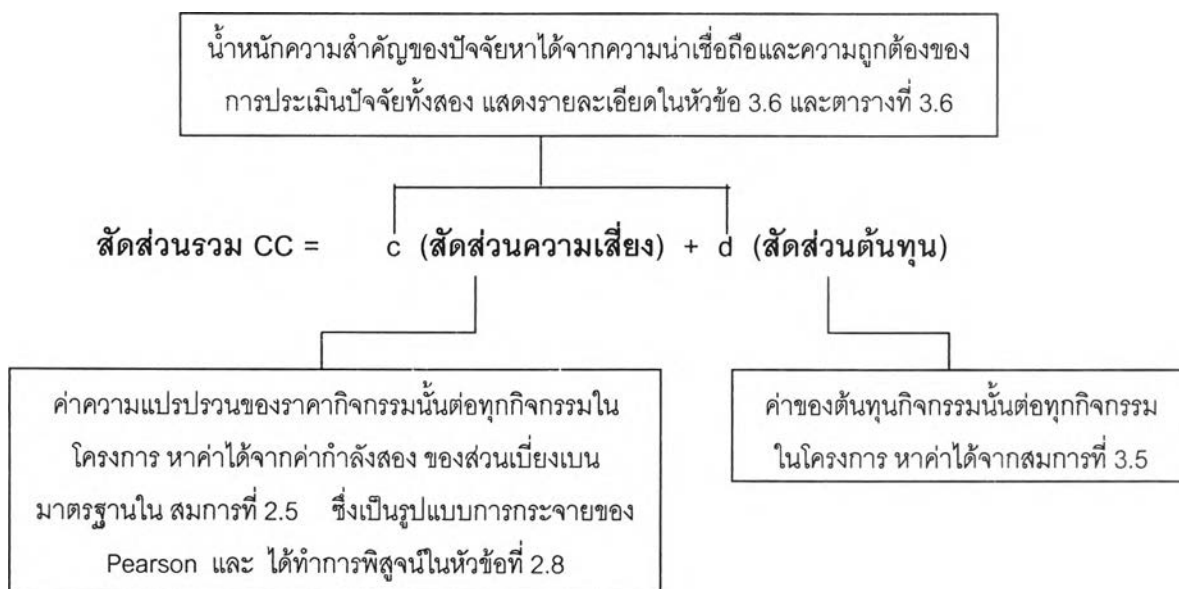 น้ำหนักความสำคัญของปัจจัยหาได้จากความน่าเชื่อถือและความถูกต้องของ
การประเมินปัจจัยทั้งสอง แสดงรายละเอียดในหัวข้อ 3.6 และตารางที่ 3.6
สัดส่วนรวม CC = c (สัดส่วนความเสี่ยง) + d (สัดส่วนต้นทุน)
ค่าความแปรปรวนของราคากิจกรรมนั้นต่อทุกกิจกรรมใน
โครงการ หาค่าได้จากค่ากำลังสอง ของส่วนเบี่ยงเบน
มาตรฐานใน สมการที่ 2.5 ซึ่งเป็นรูปแบบการกระจายของ
Pearson และ ได้ทำการพิสูจน์ในหัวข้อที่ 2.8
ค่าของต้นทุนกิจกรรมนั้นต่อทุกกิจกรรม
ในโครงการ หาค่าได้จากสมการที่ 3.5